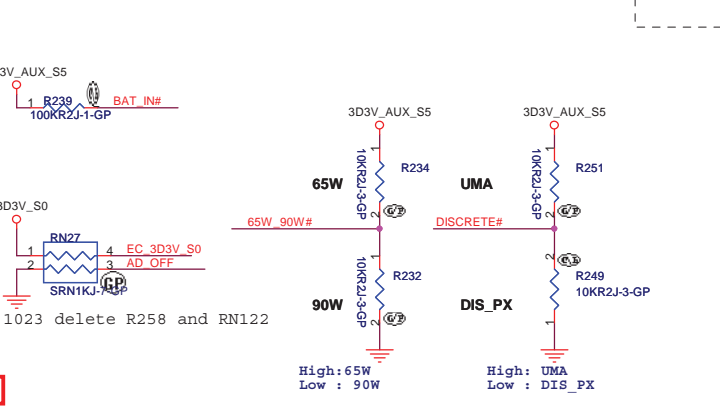 3V_AUX_S5
1
R239
BAT_IN#
100KR2J-1-GP
3D3V_S0
RN27
1
4
EC_3D3V_S0
2
3
AD_OFF
SRN1KJ-7-GP
GP
1023 delete R258 and RN122
3D3V_AUX_S5
1
10KR2J-3-GP
R234
65W
2
65W_90W#
1
10KR2J-3-GP
R232
90W
2
High:65W
Low : 90W
3D3V_AUX_S5
1
10KR2J-3-GP
R251
UMA
2
DISCRETE#
2
R249
10KR2J-3-GP
DIS_PX
1
High: UMA
Low : DIS_PX